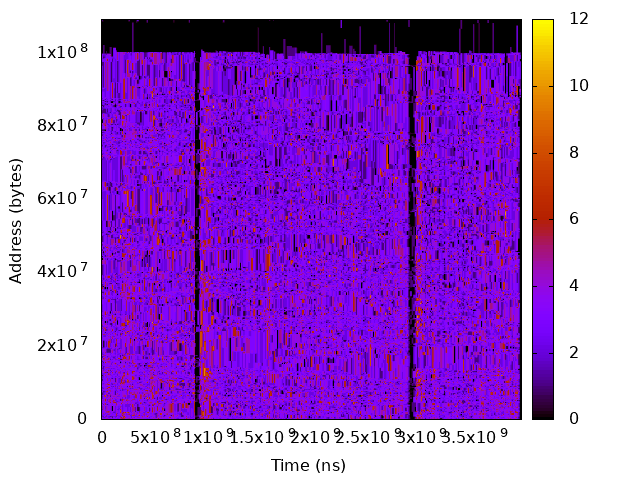 Address (bytes)
1x10^8
8x10^7
6x10^7
4x10^7
2x10^7
0
0 5x10^8 1x10^9 1.5x10^9 2x10^9 2.5x10^9 3x10^9 3.5x10^9
Time (ns)
12
10
8
6
4
2
0